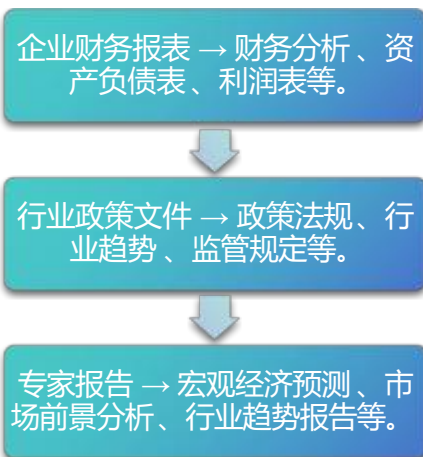 企业财务报表 → 财务分析、资
产负债表、利润表等。
行业政策文件 → 政策法规、行
业趋势、监管规定等。
专家报告 → 宏观经济预测、市
场前景分析、行业趋势报告等。